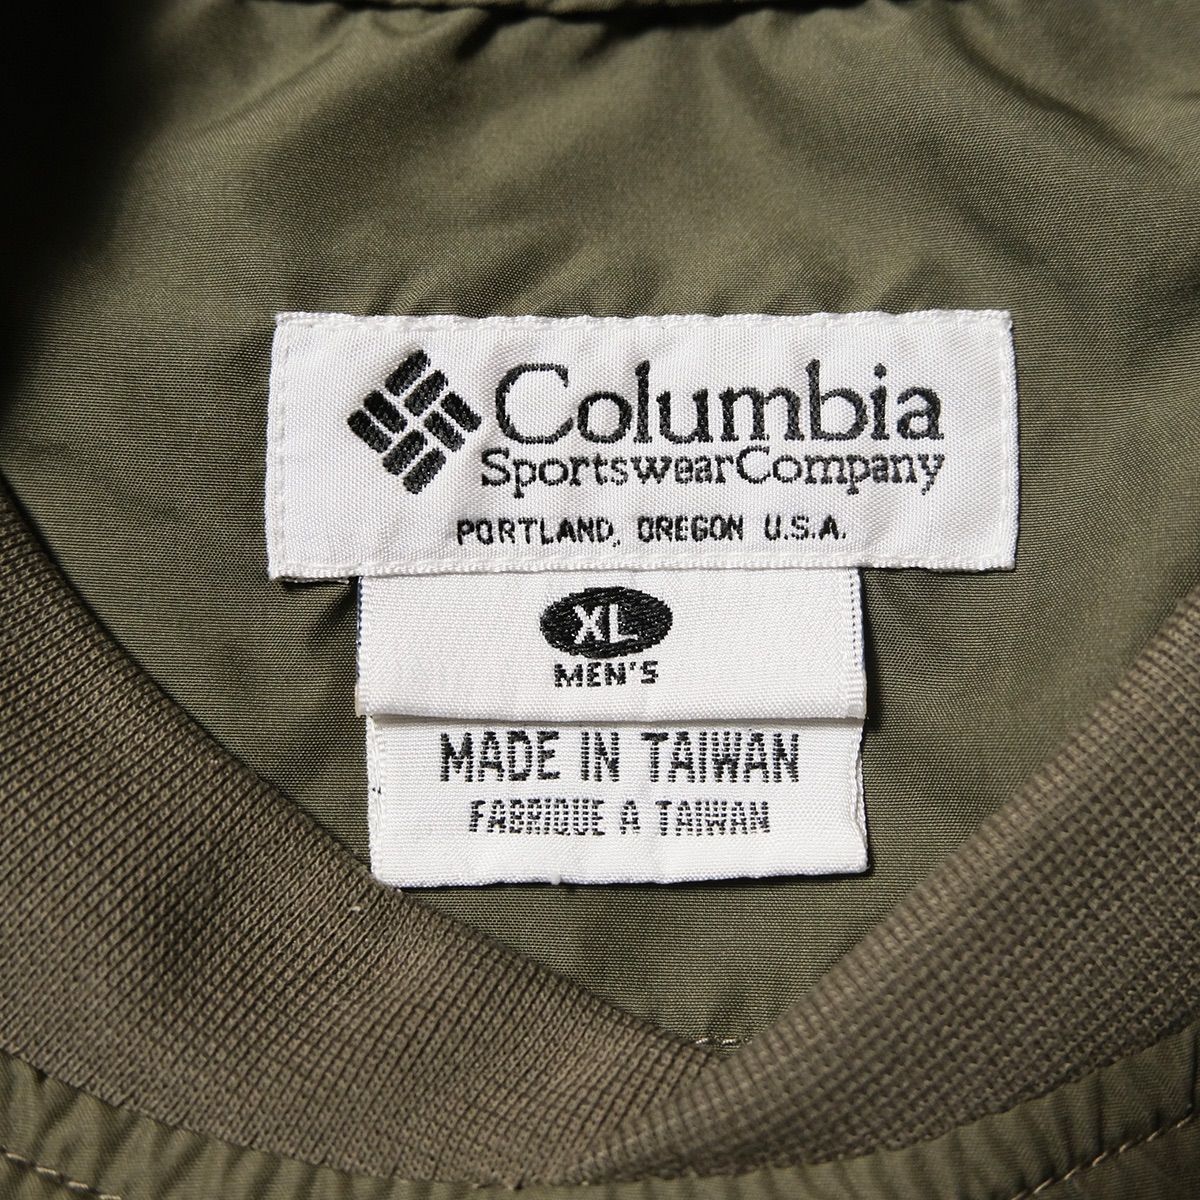 Columbia
SportswearCompany
PORTLAND, OREGON U.S.A.
XL
MEN'S
MADE IN TAIWAN
FABRIQUE A TAIWAN